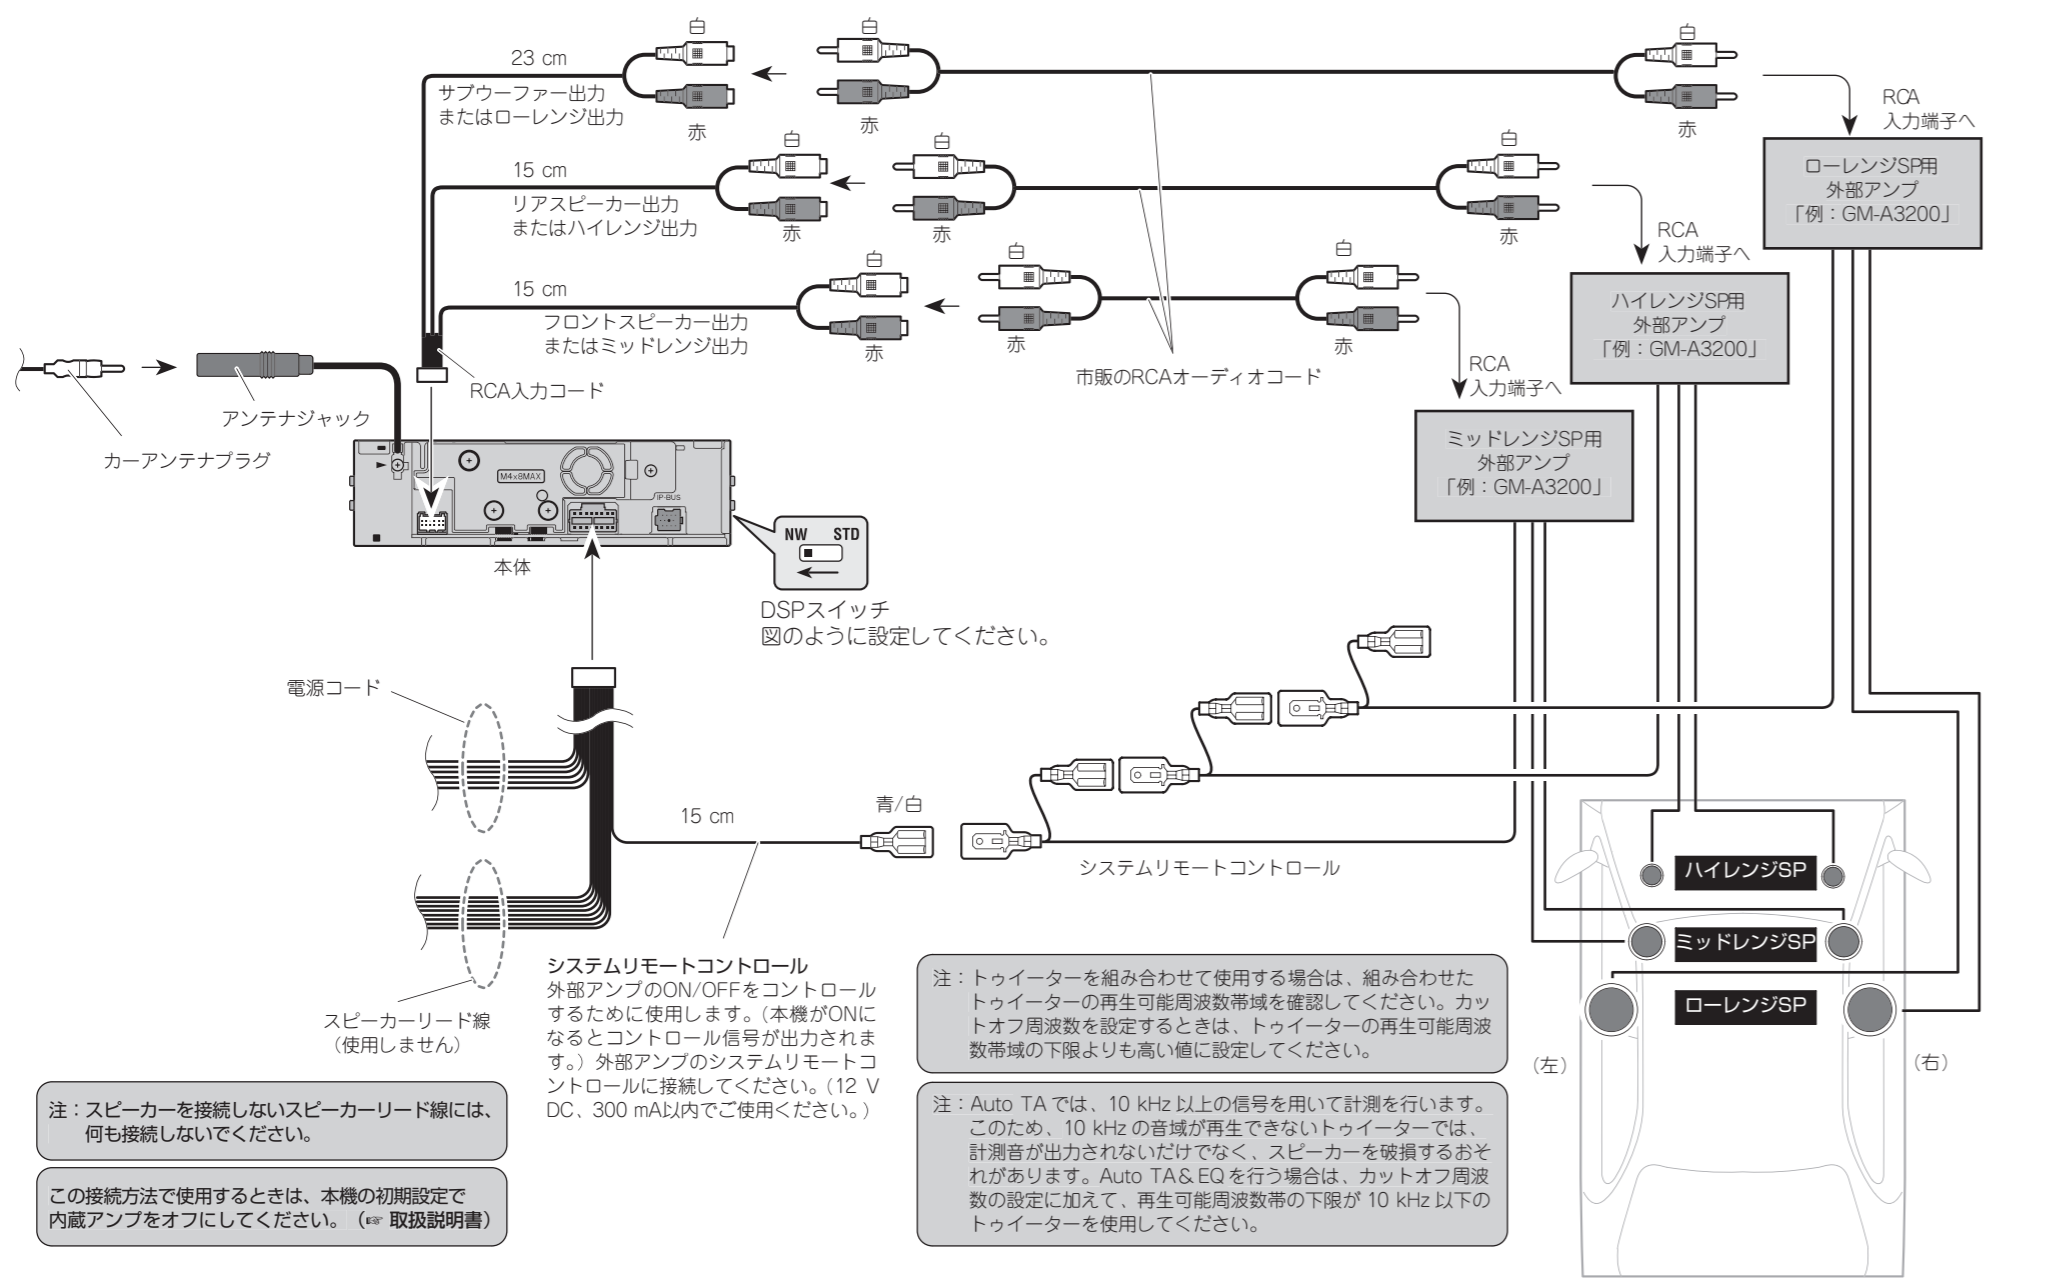 白
白
白
23 cm
サブウーファー出力
またはローレンジ出力
赤
赤
赤
RCA
入力端子へ
ローレンジSP用
外部アンプ
「例：GM-A3200」
白
白
白
15 cm
リアスピーカー出力
またはハイレンジ出力
赤
赤
赤
RCA
入力端子へ
ハイレンジSP用
外部アンプ
「例：GM-A3200」
白
白
白
15 cm
フロントスピーカー出力
またはミッドレンジ出力
赤
赤
赤
RCA
入力端子へ
ミッドレンジSP用
外部アンプ
「例：GM-A3200」
市販のRCAオーディオコード
RCA入力コード
アンテナジャック
カーアンテナプラグ
M4x8MAX
IP-BUS
本体
NW STD
DSPスイッチ
図のように設定してください。
電源コード
15 cm
青/白
システムリモートコントロール
スピーカーリード線
（使用しません）
システムリモートコントロール
外部アンプのON/OFFをコントロール
するために使用します。（本機がONに
なるとコントロール信号が出力されま
す。）外部アンプのシステムリモートコ
ントロールに接続してください。（12 V
DC、300 mA以内でご使用ください。）
ハイレンジSP
ミッドレンジSP
ローレンジSP
（左）
（右）
注：スピーカーを接続しないスピーカーリード線には、
何も接続しないでください。
この接続方法で使用するときは、本機の初期設定で
内蔵アンプをオフにしてください。（☞ 取扱説明書）
注：トゥイーターを組み合わせて使用する場合は、組み合わせた
トゥイーターの再生可能周波数帯域を確認してください。カッ
トオフ周波数を設定するときは、トゥイーターの再生可能周波
数帯域の下限よりも高い値に設定してください。
注：Auto TA では、10 kHz 以上の信号を用いて計測を行います。
このため、10 kHz の音域が再生できないトゥイーターでは、
計測音が出力されないだけでなく、スピーカーを破損するおそ
れがあります。Auto TA&EQ を行う場合は、カットオフ周波
数の設定に加えて、再生可能周波数帯の下限が 10 kHz 以下の
トゥイーターを使用してください。